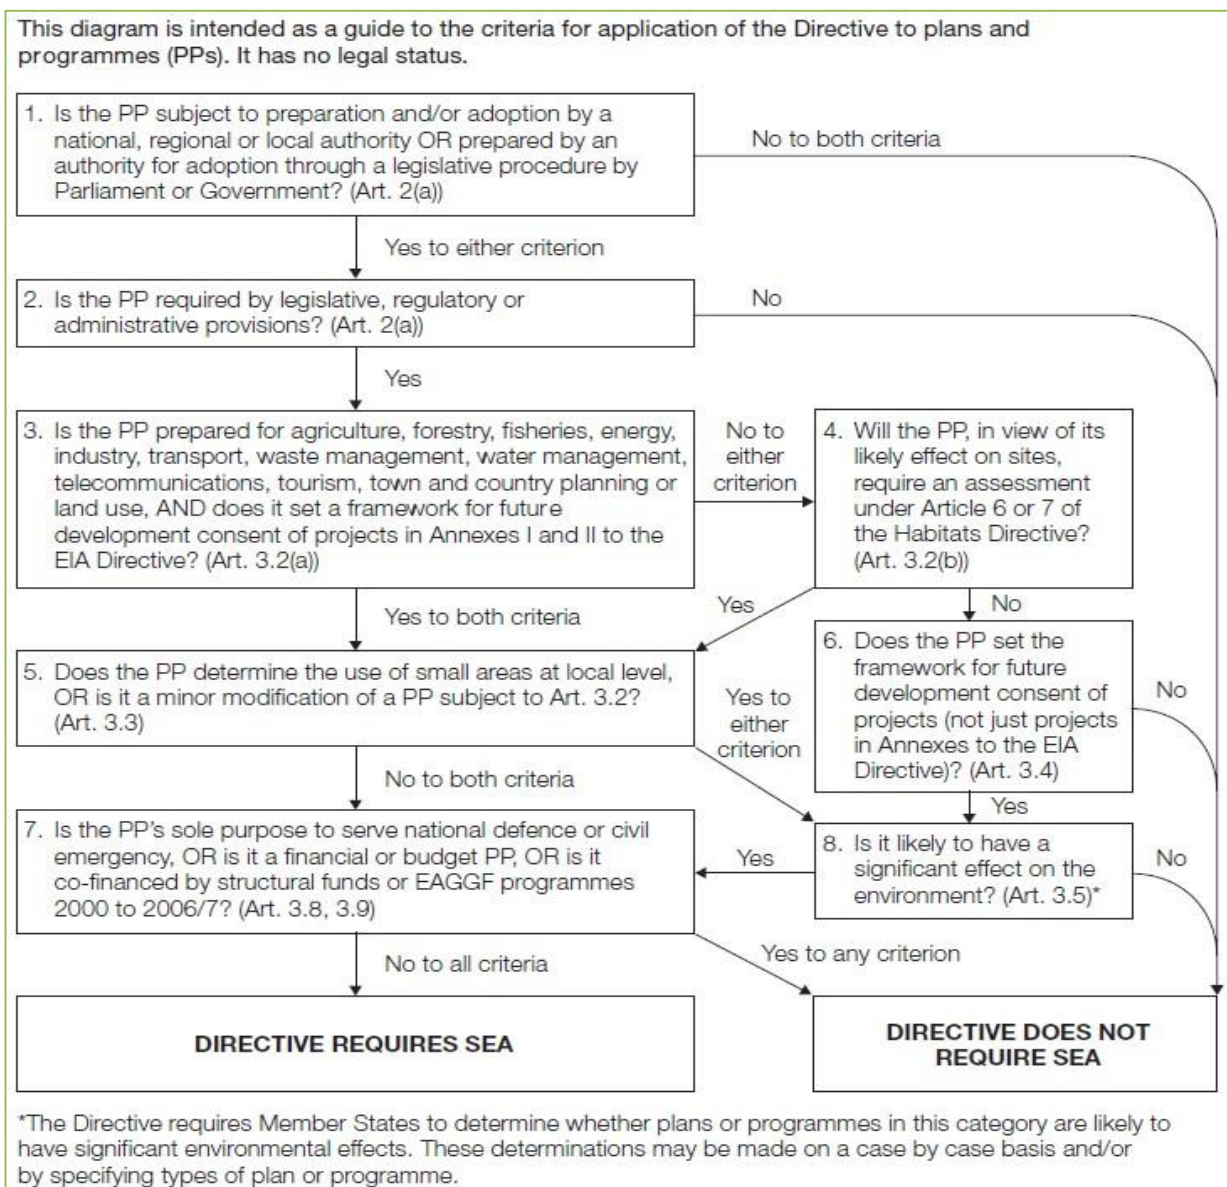 This diagram is intended as a guide to the criteria for application of the Directive to plans and
programmes (PPs). It has no legal status.
1. Is the PP subject to preparation and/or adoption by a
national, regional or local authority OR prepared by an
authority for adoption through a legislative procedure by
Parliament or Government? (Art. 2(a))
No to both criteria
Yes to either criterion
2. Is the PP required by legislative, regulatory or
administrative provisions? (Art. 2(a))
No
Yes
3. Is the PP prepared for agriculture, forestry, fisheries, energy,
industry, transport, waste management, water management,
telecommunications, tourism, town and country planning or
land use, AND does it set a framework for future
development consent of projects in Annexes I and II to the
EIA Directive? (Art. 3.2(a))
No to
either
criterion
4. Will the PP, in view of its
likely effect on sites,
require an assessment
under Article 6 or 7 of
the Habitats Directive?
(Art. 3.2(b))
Yes to both criteria
Yes
No
5. Does the PP determine the use of small areas at local level,
OR is it a minor modification of a PP subject to Art. 3.2?
(Art. 3.3)
Yes to
either
criterion
6. Does the PP set the
framework for future
development consent of
projects (not just projects
in Annexes to the EIA
Directive)? (Art. 3.4)
No
No to both criteria
Yes
7. Is the PP's sole purpose to serve national defence or civil
emergency, OR is it a financial or budget PP, OR is it
co-financed by structural funds or EAGGF programmes
2000 to 2006/7? (Art. 3.8, 3.9)
Yes
8. Is it likely to have a
significant effect on the
environment? (Art. 3.5)*
No
No to all criteria
Yes to any criterion
DIRECTIVE REQUIRES SEA
DIRECTIVE DOES NOT
REQUIRE SEA
*The Directive requires Member States to determine whether plans or programmes in this category are likely to
have significant environmental effects. These determinations may be made on a case by case basis and/or
by specifying types of plan or programme.